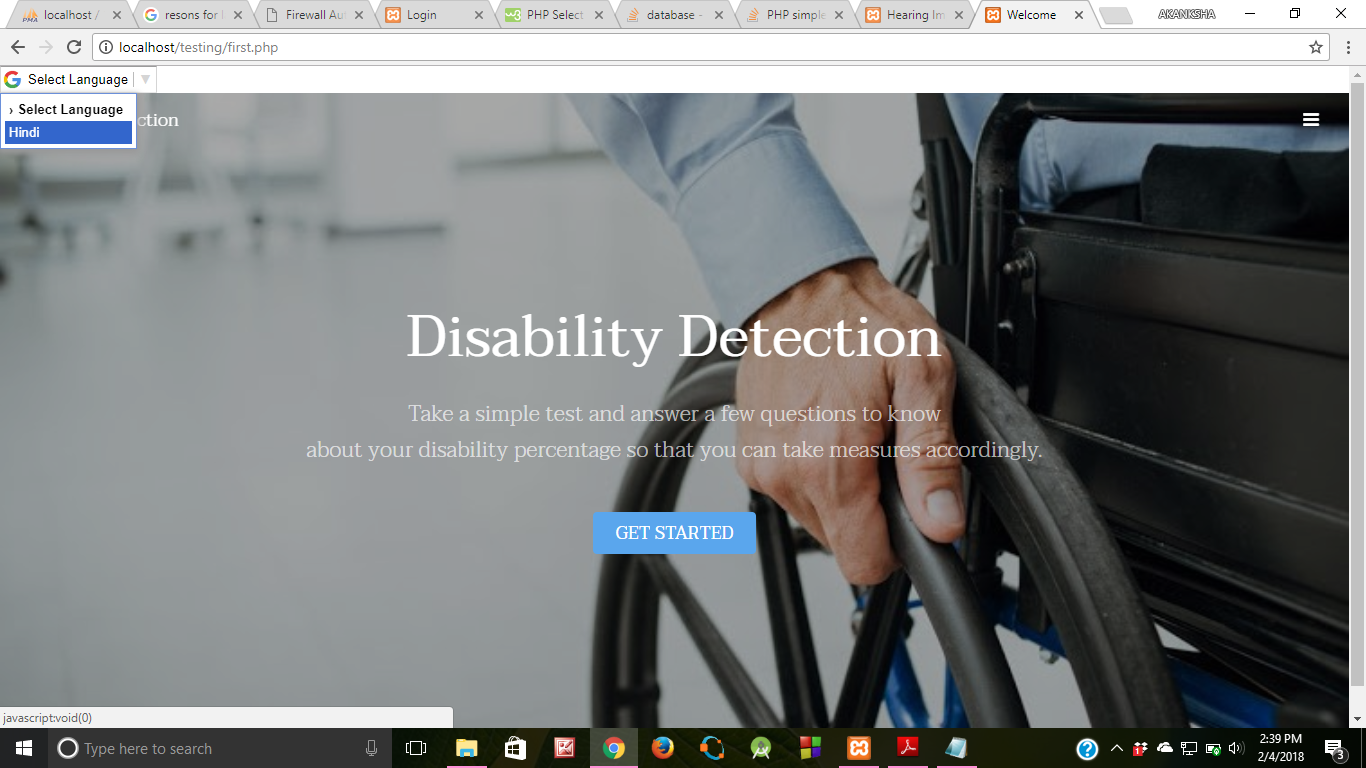 localhost /
resons for
Firewall Aut
Login
PHP Select
database -
PHP simple
Hearing Im
Welcome
AKANKSHA
localhost/testing/first.php
Select Language
› Select Language
Hindi
ction
Disability Detection
Take a simple test and answer a few questions to know
about your disability percentage so that you can take measures accordingly.
GET STARTED
javascript:void(0)
Type here to search
2:39 PM
2/4/2018
3